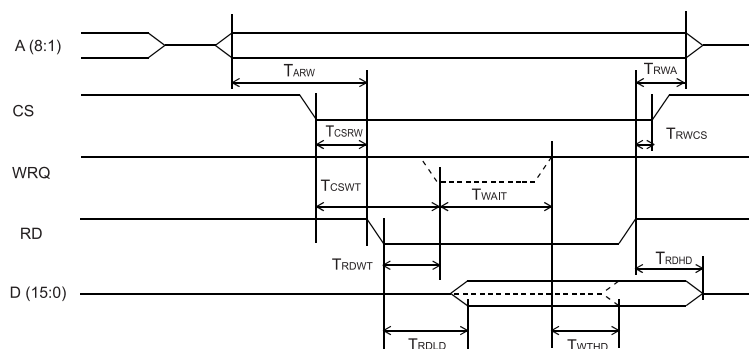 A (8:1)
TARW
TRWA
CS
TCSRW
TRWCS
WRQ
TCSWT
TWAIT
RD
TRDWT
TRDHD
D (15:0)
TRDLD
TWTHD